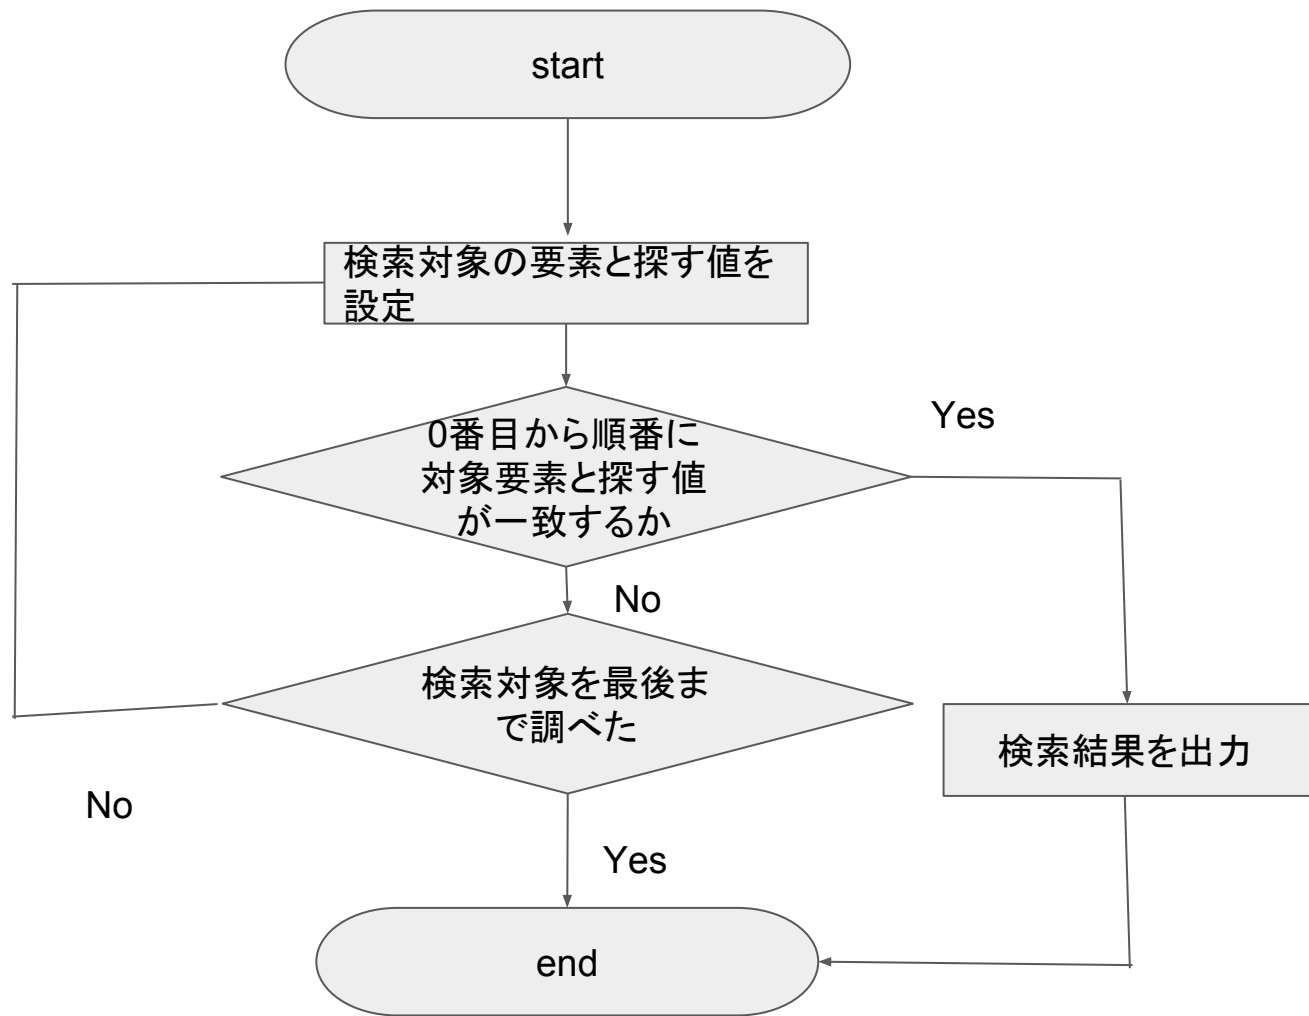 start
検索対象の要素と探す値を
設定
0番目から順番に
対象要素と探す値
が一致するか
Yes
No
検索対象を最後ま
で調べた
検索結果を出力
No
Yes
end